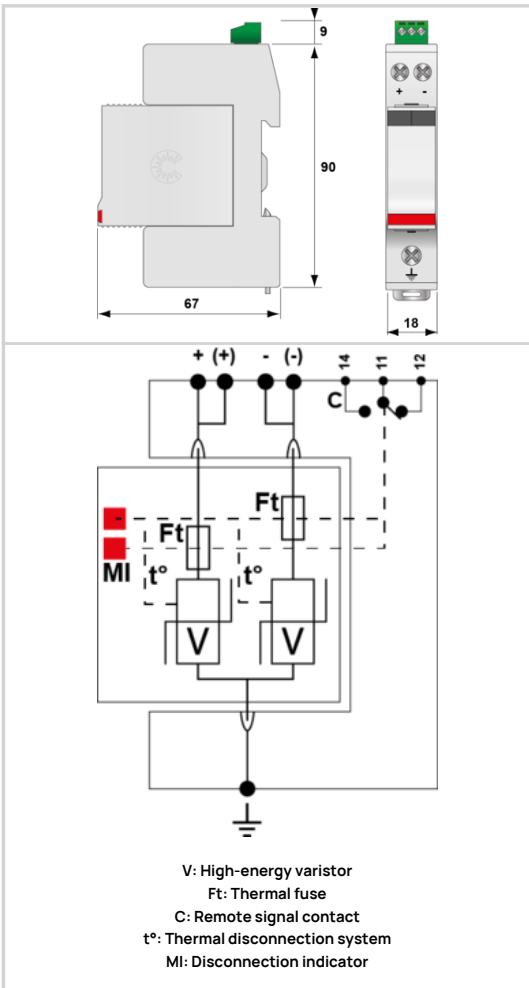 9
90
67
+ -
18
+ (+) - (-) 14 11 12
C
Ft
Ft
MI t° t°
V V
V: High-energy varistor
Ft: Thermal fuse
C: Remote signal contact
t°: Thermal disconnection system
MI: Disconnection indicator